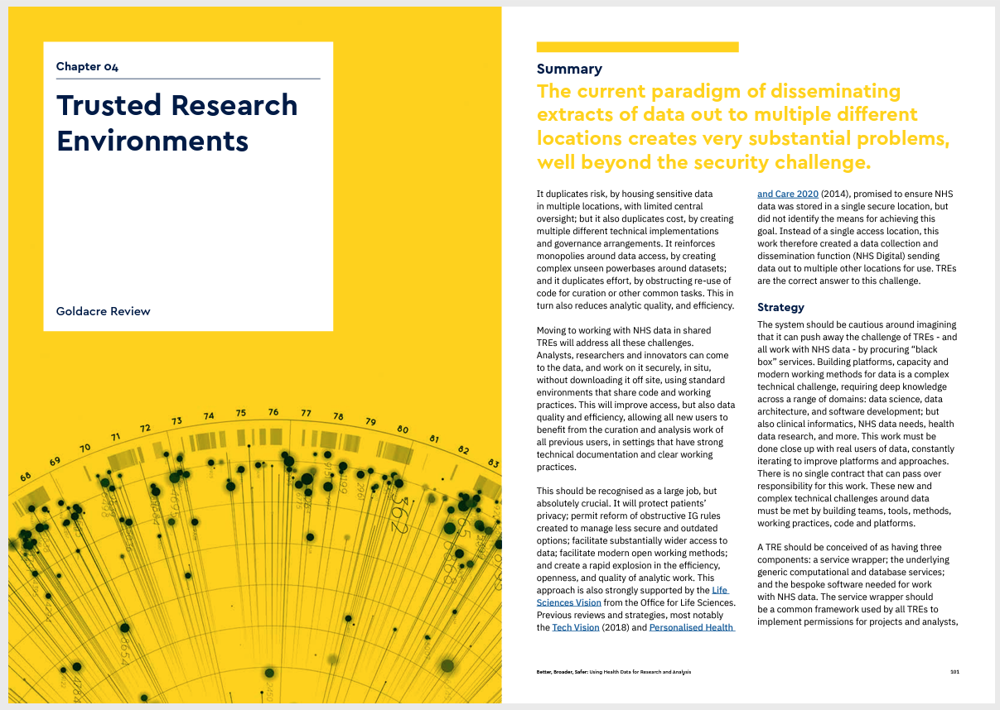 Chapter 04
Trusted Research
Environments
Goldacre Review
68
69
70
71
72
73
74
75
76
77
78
79
80
81
82
83
362
8654
4784
Summary
The current paradigm of disseminating
extracts of data out to multiple different
locations creates very substantial problems,
well beyond the security challenge.
It duplicates risk, by housing sensitive data
in multiple locations, with limited central
oversight; but it also duplicates cost, by creating
multiple different technical implementations
and governance arrangements. It reinforces
monopolies around data access, by creating
complex unseen powerbases around datasets;
and it duplicates effort, by obstructing re-use of
code for curation or other common tasks. This in
turn also reduces analytic quality, and efficiency.
Moving to working with NHS data in shared
TREs will address all these challenges.
Analysts, researchers and innovators can come
to the data, and work on it securely, in situ,
without downloading it off site, using standard
environments that share code and working
practices. This will improve access, but also data
quality and efficiency, allowing all new users to
benefit from the curation and analysis work of
all previous users, in settings that have strong
technical documentation and clear working
practices.
This should be recognised as a large job, but
absolutely crucial. It will protect patients’
privacy; permit reform of obstructive IG rules
created to manage less secure and outdated
options; facilitate substantially wider access to
data; facilitate modern open working methods;
and create a rapid explosion in the efficiency,
openness, and quality of analytic work. This
approach is also strongly supported by the Life
Sciences Vision from the Office for Life Sciences.
Previous reviews and strategies, most notably
the Tech Vision (2018) and Personalised Health
and Care 2020 (2014), promised to ensure NHS
data was stored in a single secure location, but
did not identify the means for achieving this
goal. Instead of a single access location, this
work therefore created a data collection and
dissemination function (NHS Digital) sending
data out to multiple other locations for use. TREs
are the correct answer to this challenge.
Strategy
The system should be cautious around imagining
that it can push away the challenge of TREs - and
all work with NHS data - by procuring “black
box” services. Building platforms, capacity and
modern working methods for data is a complex
technical challenge, requiring deep knowledge
across a range of domains: data science, data
architecture, and software development; but
also clinical informatics, NHS data needs, health
data research, and more. This work must be
done close up with real users of data, constantly
iterating to improve platforms and approaches.
There is no single contract that can pass over
responsibility for this work. These new and
complex technical challenges around data
must be met by building teams, tools, methods,
working practices, code and platforms.
A TRE should be conceived of as having three
components: a service wrapper; the underlying
generic computational and database services;
and the bespoke software needed for work
with NHS data. The service wrapper should
be a common framework used by all TREs to
implement permissions for projects and analysts,
Better, Broader, Safer: Using Health Data for Research and Analysis
101